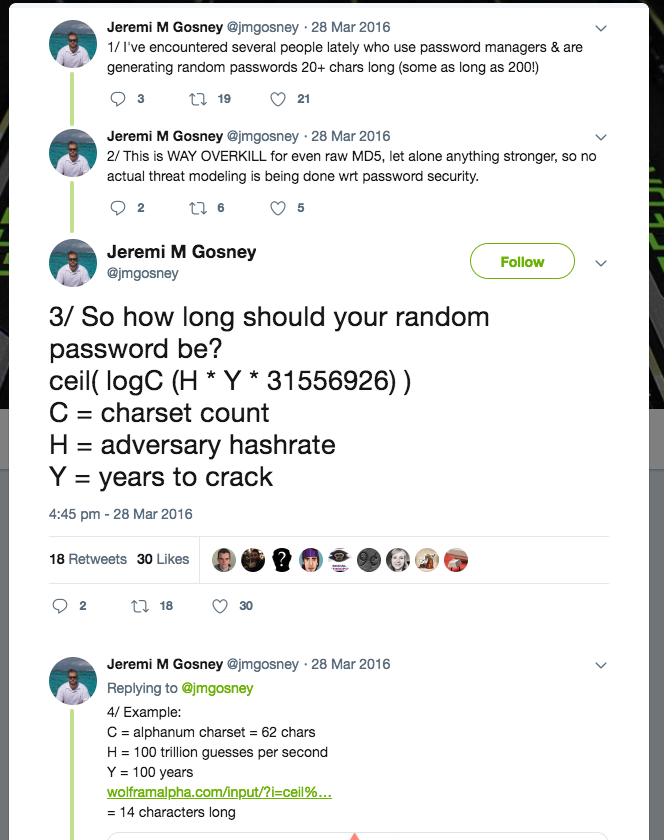 Jeremi M Gosney @jmgosney · 28 Mar 2016
1/ I've encountered several people lately who use password managers & are
generating random passwords 20+ chars long (some as long as 200!)
3 19 21
Jeremi M Gosney @jmgosney · 28 Mar 2016
2/ This is WAY OVERKILL for even raw MD5, let alone anything stronger, so no
actual threat modeling is being done wrt password security.
2 6 5
Jeremi M Gosney
@jmgosney
Follow
3/ So how long should your random
password be?
ceil( logC (H * Y * 31556926) )
C = charset count
H = adversary hashrate
Y = years to crack
4:45 pm - 28 Mar 2016
18 Retweets 30 Likes
2 18 30
Jeremi M Gosney @jmgosney · 28 Mar 2016
Replying to @jmgosney
4/ Example:
C = alphanum charset = 62 chars
H = 100 trillion guesses per second
Y = 100 years
wolframalpha.com/input/?i=ceil%…
= 14 characters long